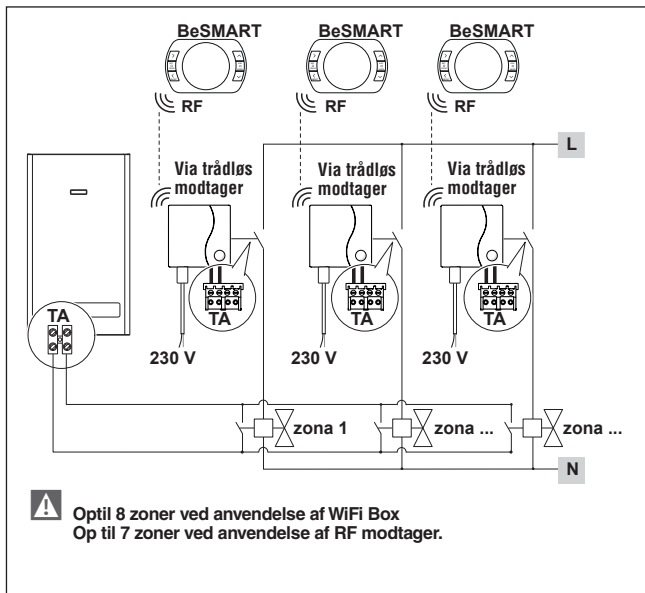 BeSMART BeSMART BeSMART
RF RF RF
L
Via trådløs Via trådløs Via trådløs
modtager modtager modtager
TA TA TA TA
230 V 230 V 230 V
zona 1 zona ... zona ...
N
Optil 8 zoner ved anvendelse af WiFi Box
Op til 7 zoner ved anvendelse af RF modtager.